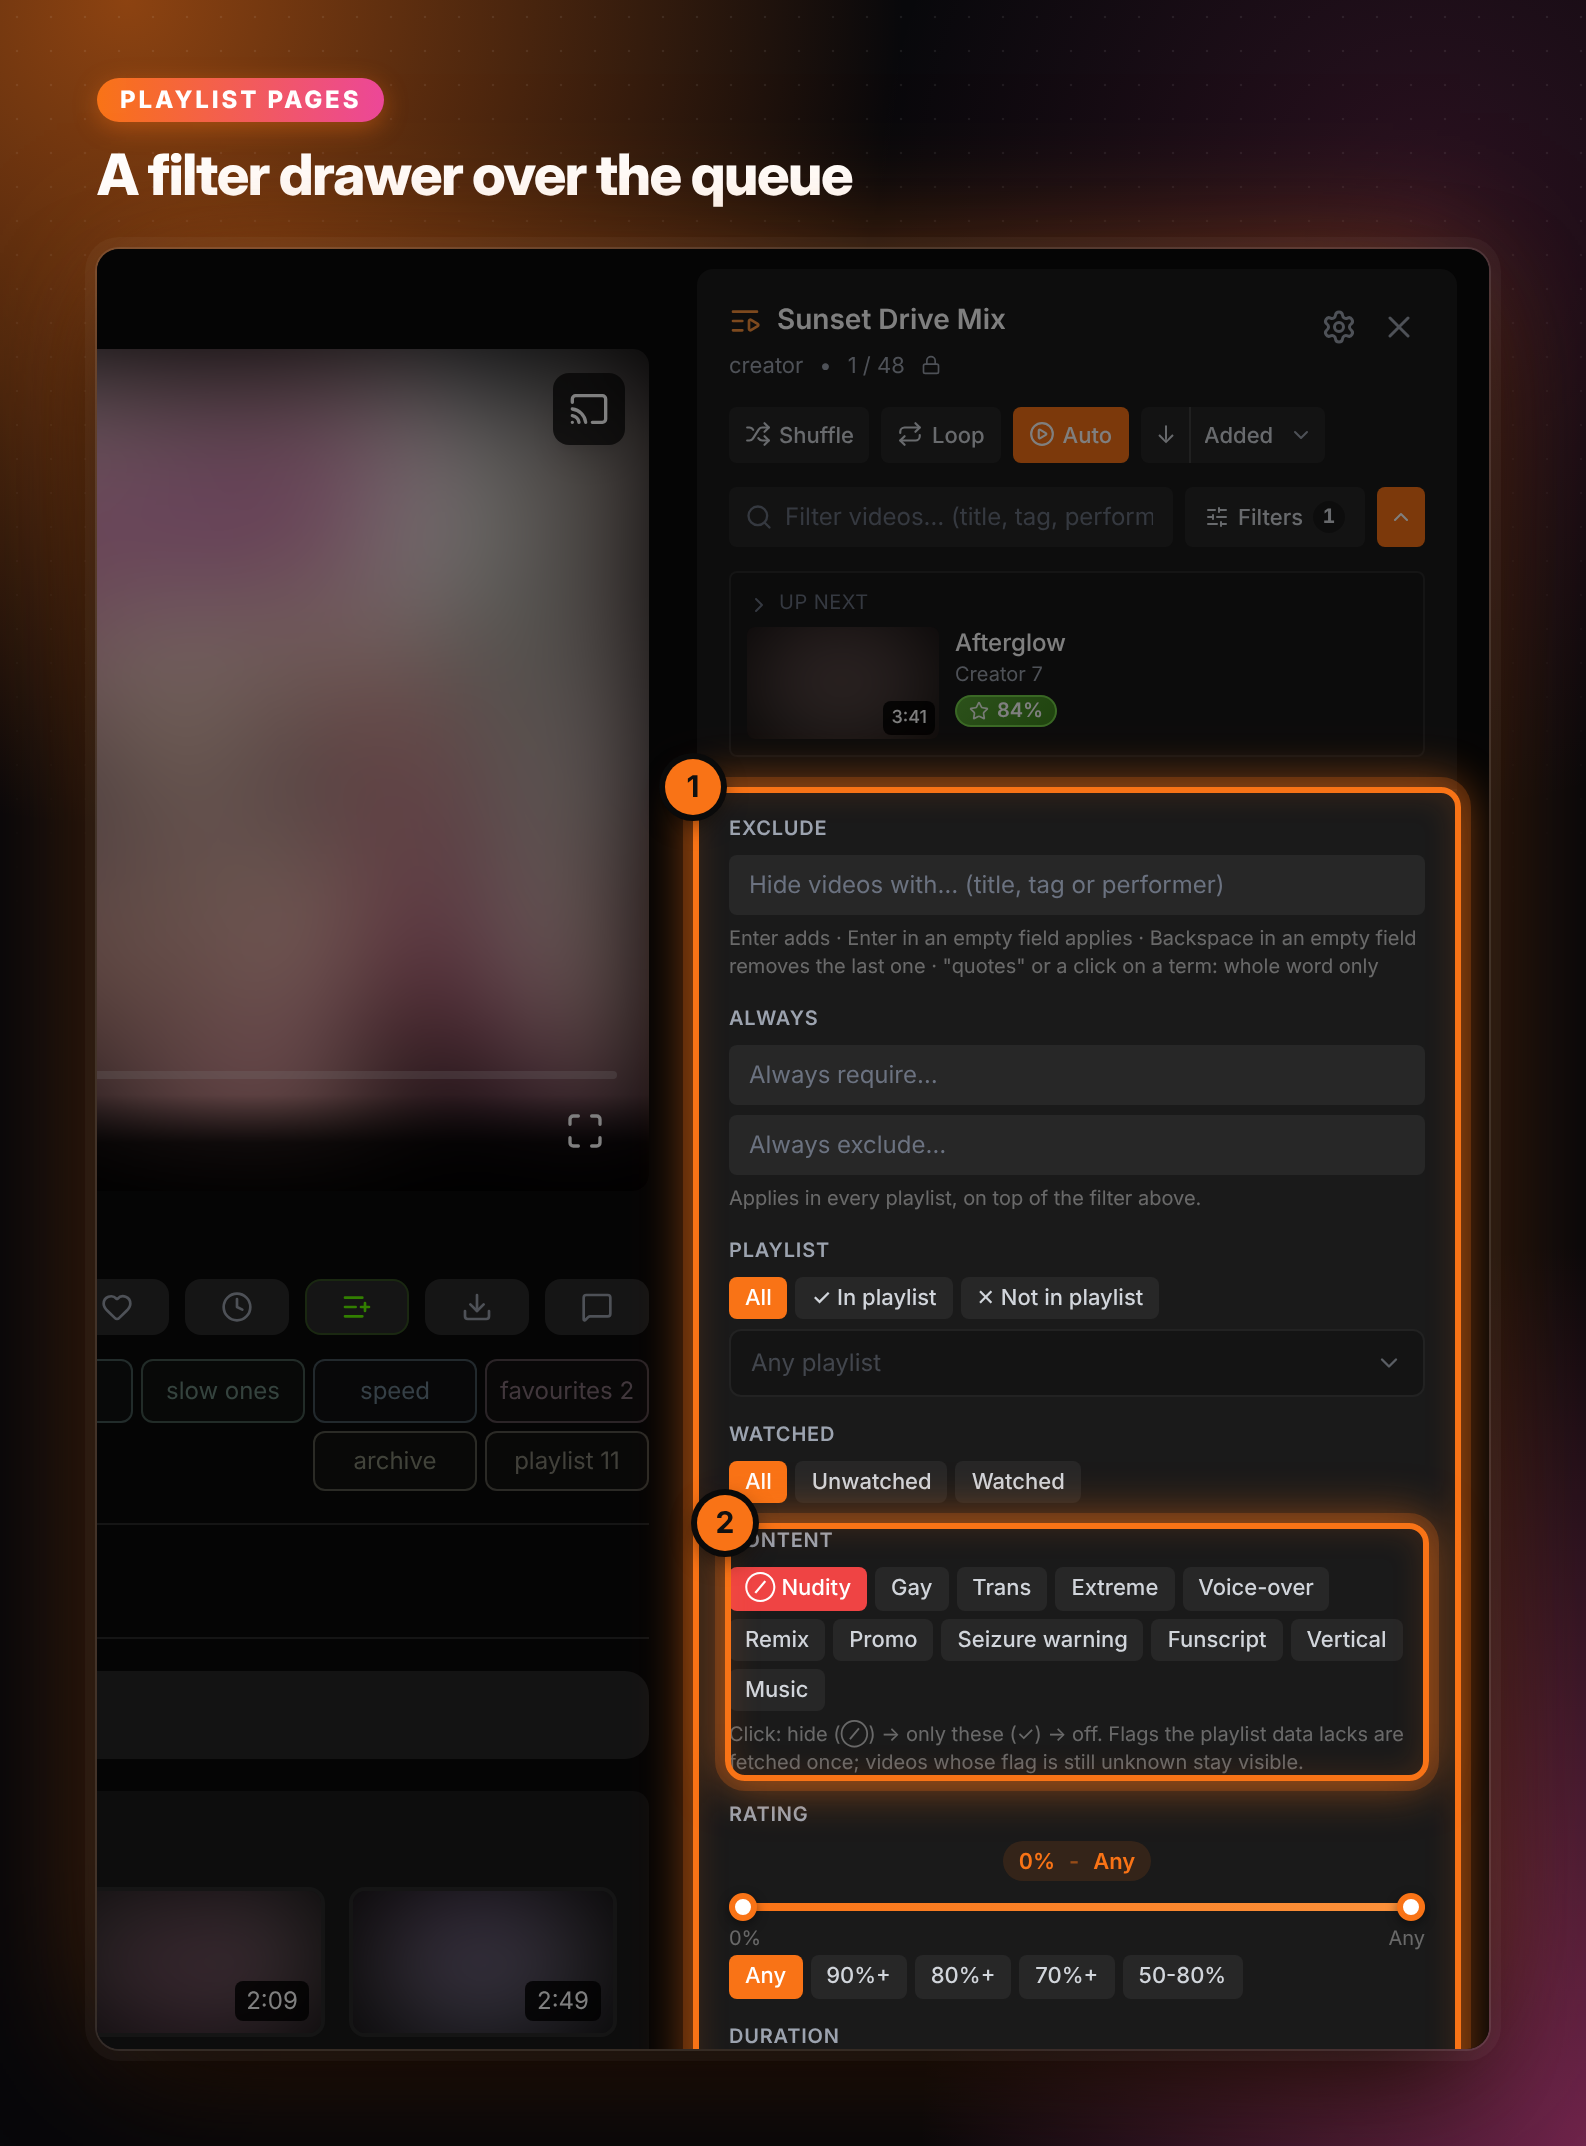 PLAYLIST PAGES
A filter drawer over the queue
Sunset Drive Mix
creator • 1 / 48
Shuffle
Loop
Auto
Added
Filter videos... (title, tag, perform
Filters 1
UP NEXT
Afterglow
Creator 7
84%
3:41
1
EXCLUDE
Hide videos with... (title, tag or performer)
Enter adds · Enter in an empty field applies · Backspace in an empty field
removes the last one · "quotes" or a click on a term: whole word only
ALWAYS
Always require...
Always exclude...
Applies in every playlist, on top of the filter above.
PLAYLIST
All ✓ In playlist ✕ Not in playlist
Any playlist
WATCHED
All Unwatched Watched
2
ONTENT
Nudity Gay Trans Extreme Voice-over
Remix Promo Seizure warning Funscript Vertical
Music
Click: hide (⊘) → only these (✓) → off. Flags the playlist data lacks are
fetched once; videos whose flag is still unknown stay visible.
RATING
0% - Any
0% Any
Any 90%+ 80%+ 70%+ 50-80%
DURATION
slow ones speed favourites 2
archive playlist 11
2:09 2:49